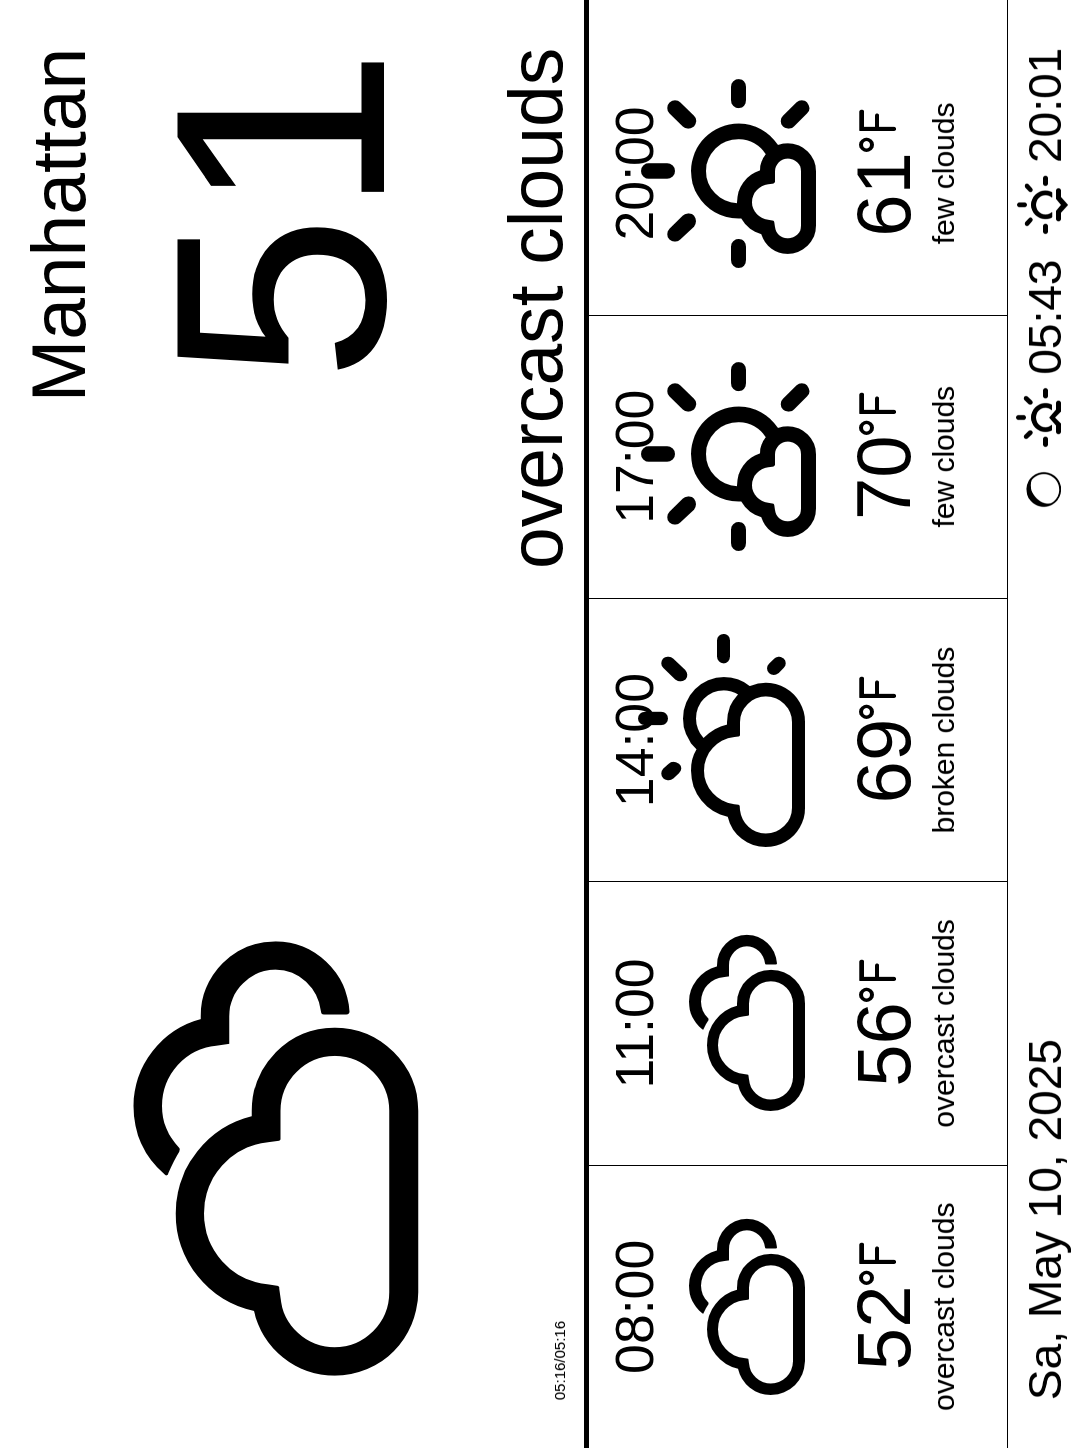 Manhattan
51
overcast clouds
05:16/05:16
08:00 11:00 14:00 17:00 20:00
52°F 56°F 69°F 70°F 61°F
overcast clouds overcast clouds broken clouds few clouds few clouds
Sa, May 10, 2025 05:43 20:01